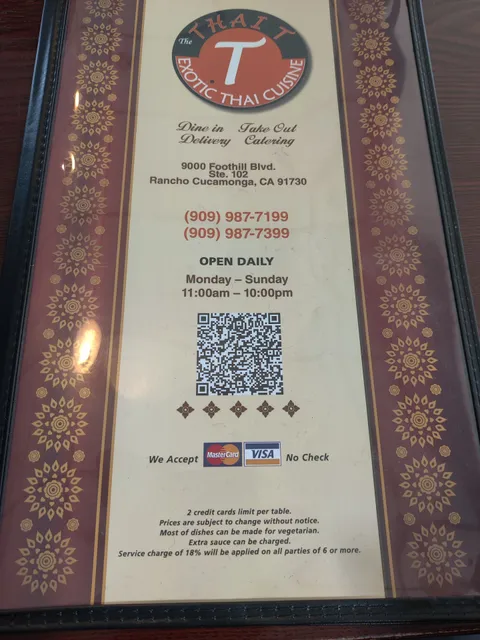 The THAI T
T
EXOTIC THAI CUISINE
Dine in Take Out
Delivery Catering
9000 Foothill Blvd.
Ste. 102
Rancho Cucamonga, CA 91730
(909) 987-7199
(909) 987-7399
OPEN DAILY
Monday – Sunday
11:00am – 10:00pm
We Accept MasterCard VISA No Check
2 credit cards limit per table.
Prices are subject to change without notice.
Most of dishes can be made for vegetarian.
Extra sauce can be charged.
Service charge of 18% will be applied on all parties of 6 or more.